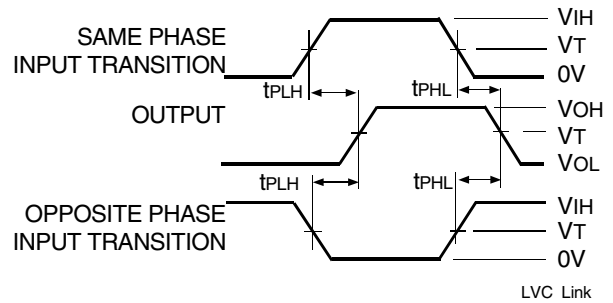 SAME PHASE
INPUT TRANSITION
VIH
VT
0V
tPLH
tPHL
OUTPUT
VOH
VT
VOL
tPLH
tPHL
OPPOSITE PHASE
INPUT TRANSITION
VIH
VT
0V
LVC Link